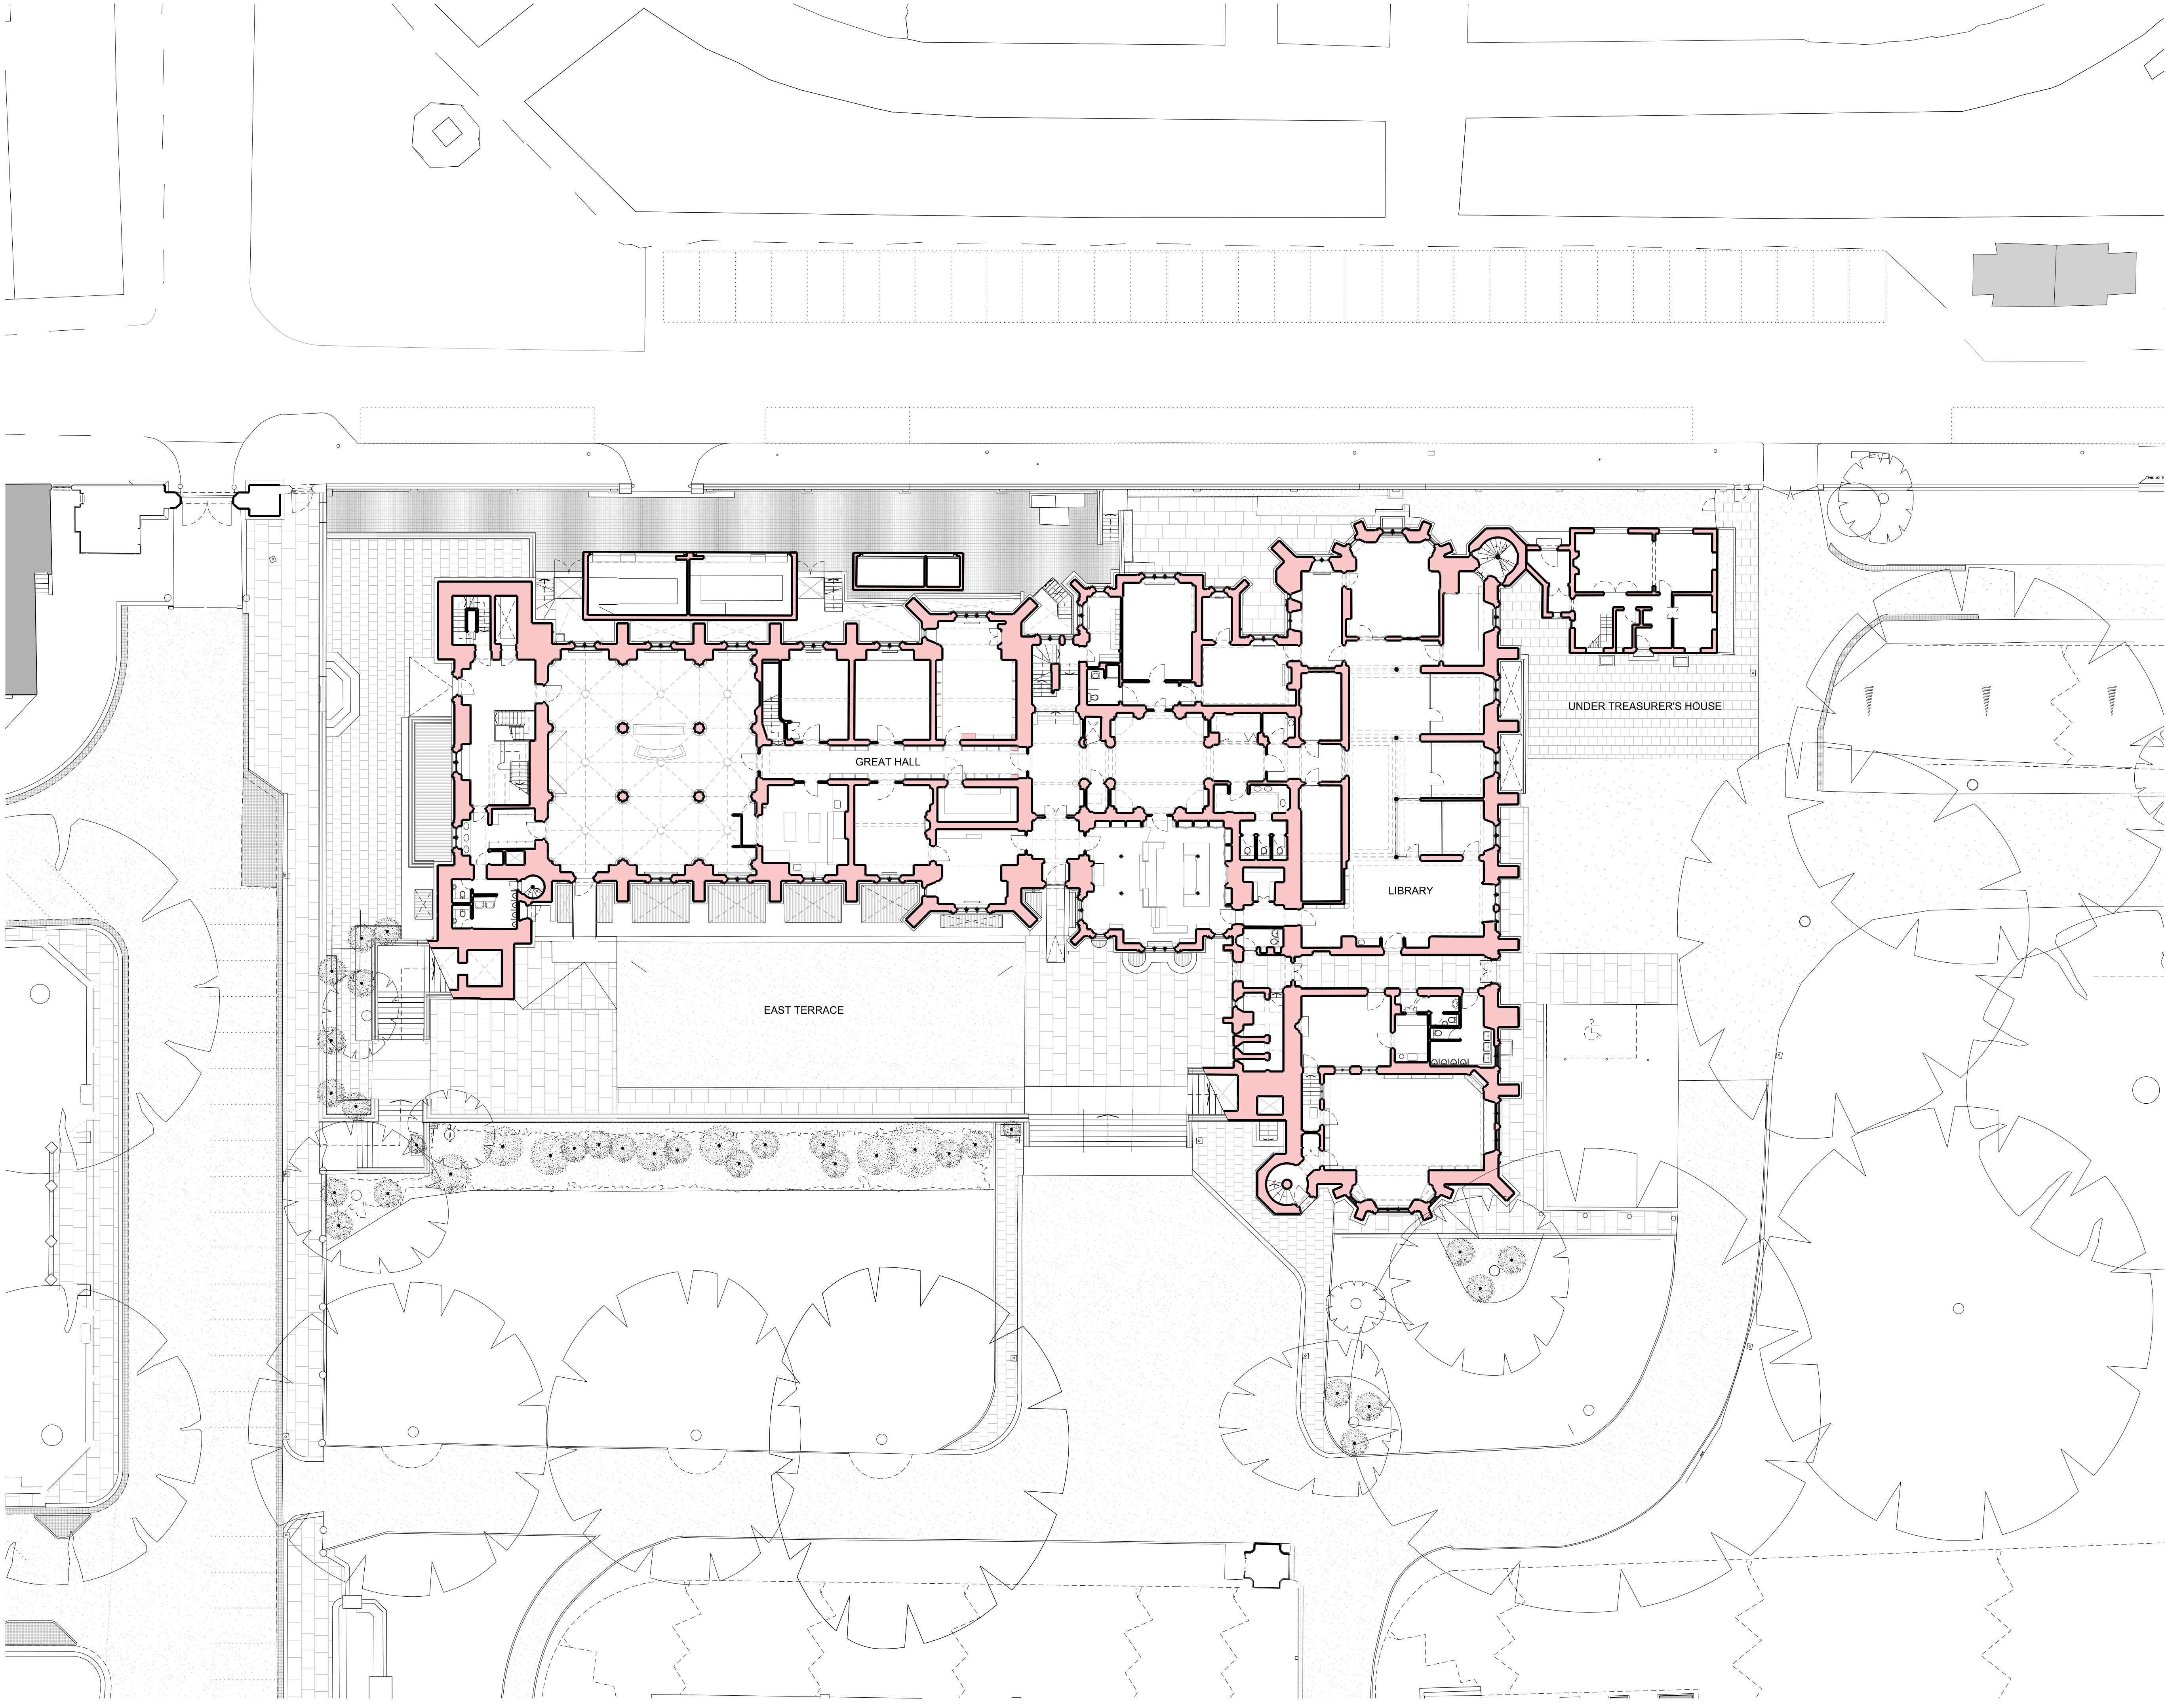 UNDER TREASURER'S HOUSE
GREAT HALL
LIBRARY
EAST TERRACE